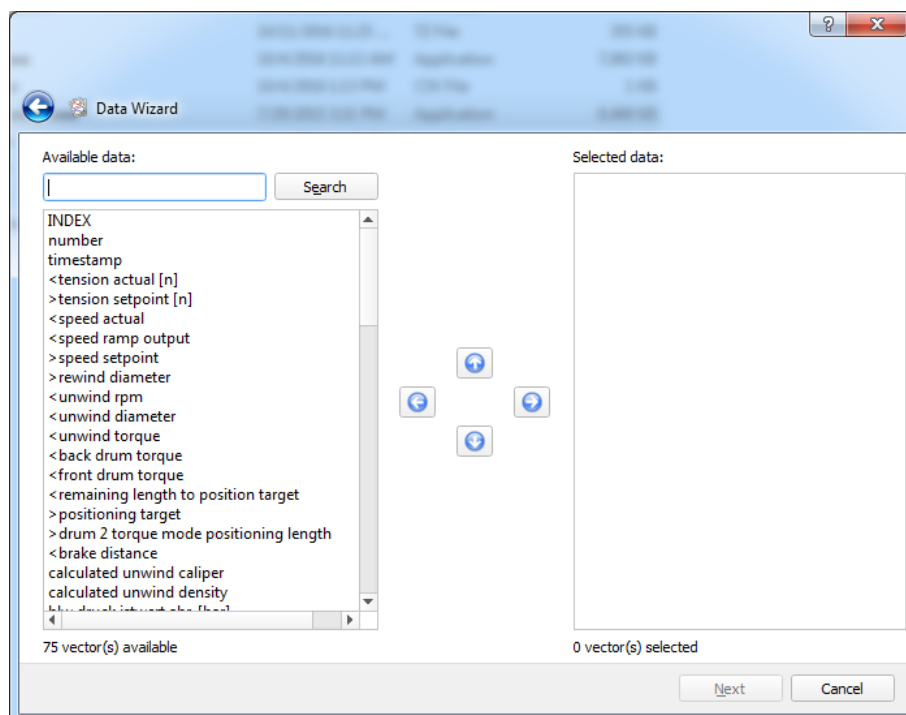 Data Wizard
Available data:
Selected data:
Search
INDEX
number
timestamp
<tension actual [n]
>tension setpoint [n]
<speed actual
<speed ramp output
>speed setpoint
>rewind diameter
<unwind rpm
<unwind diameter
<unwind torque
<back drum torque
<front drum torque
<remaining length to position target
>positioning target
>drum 2 torque mode positioning length
<brake distance
calculated unwind caliper
calculated unwind density
75 vector(s) available
0 vector(s) selected
Next
Cancel